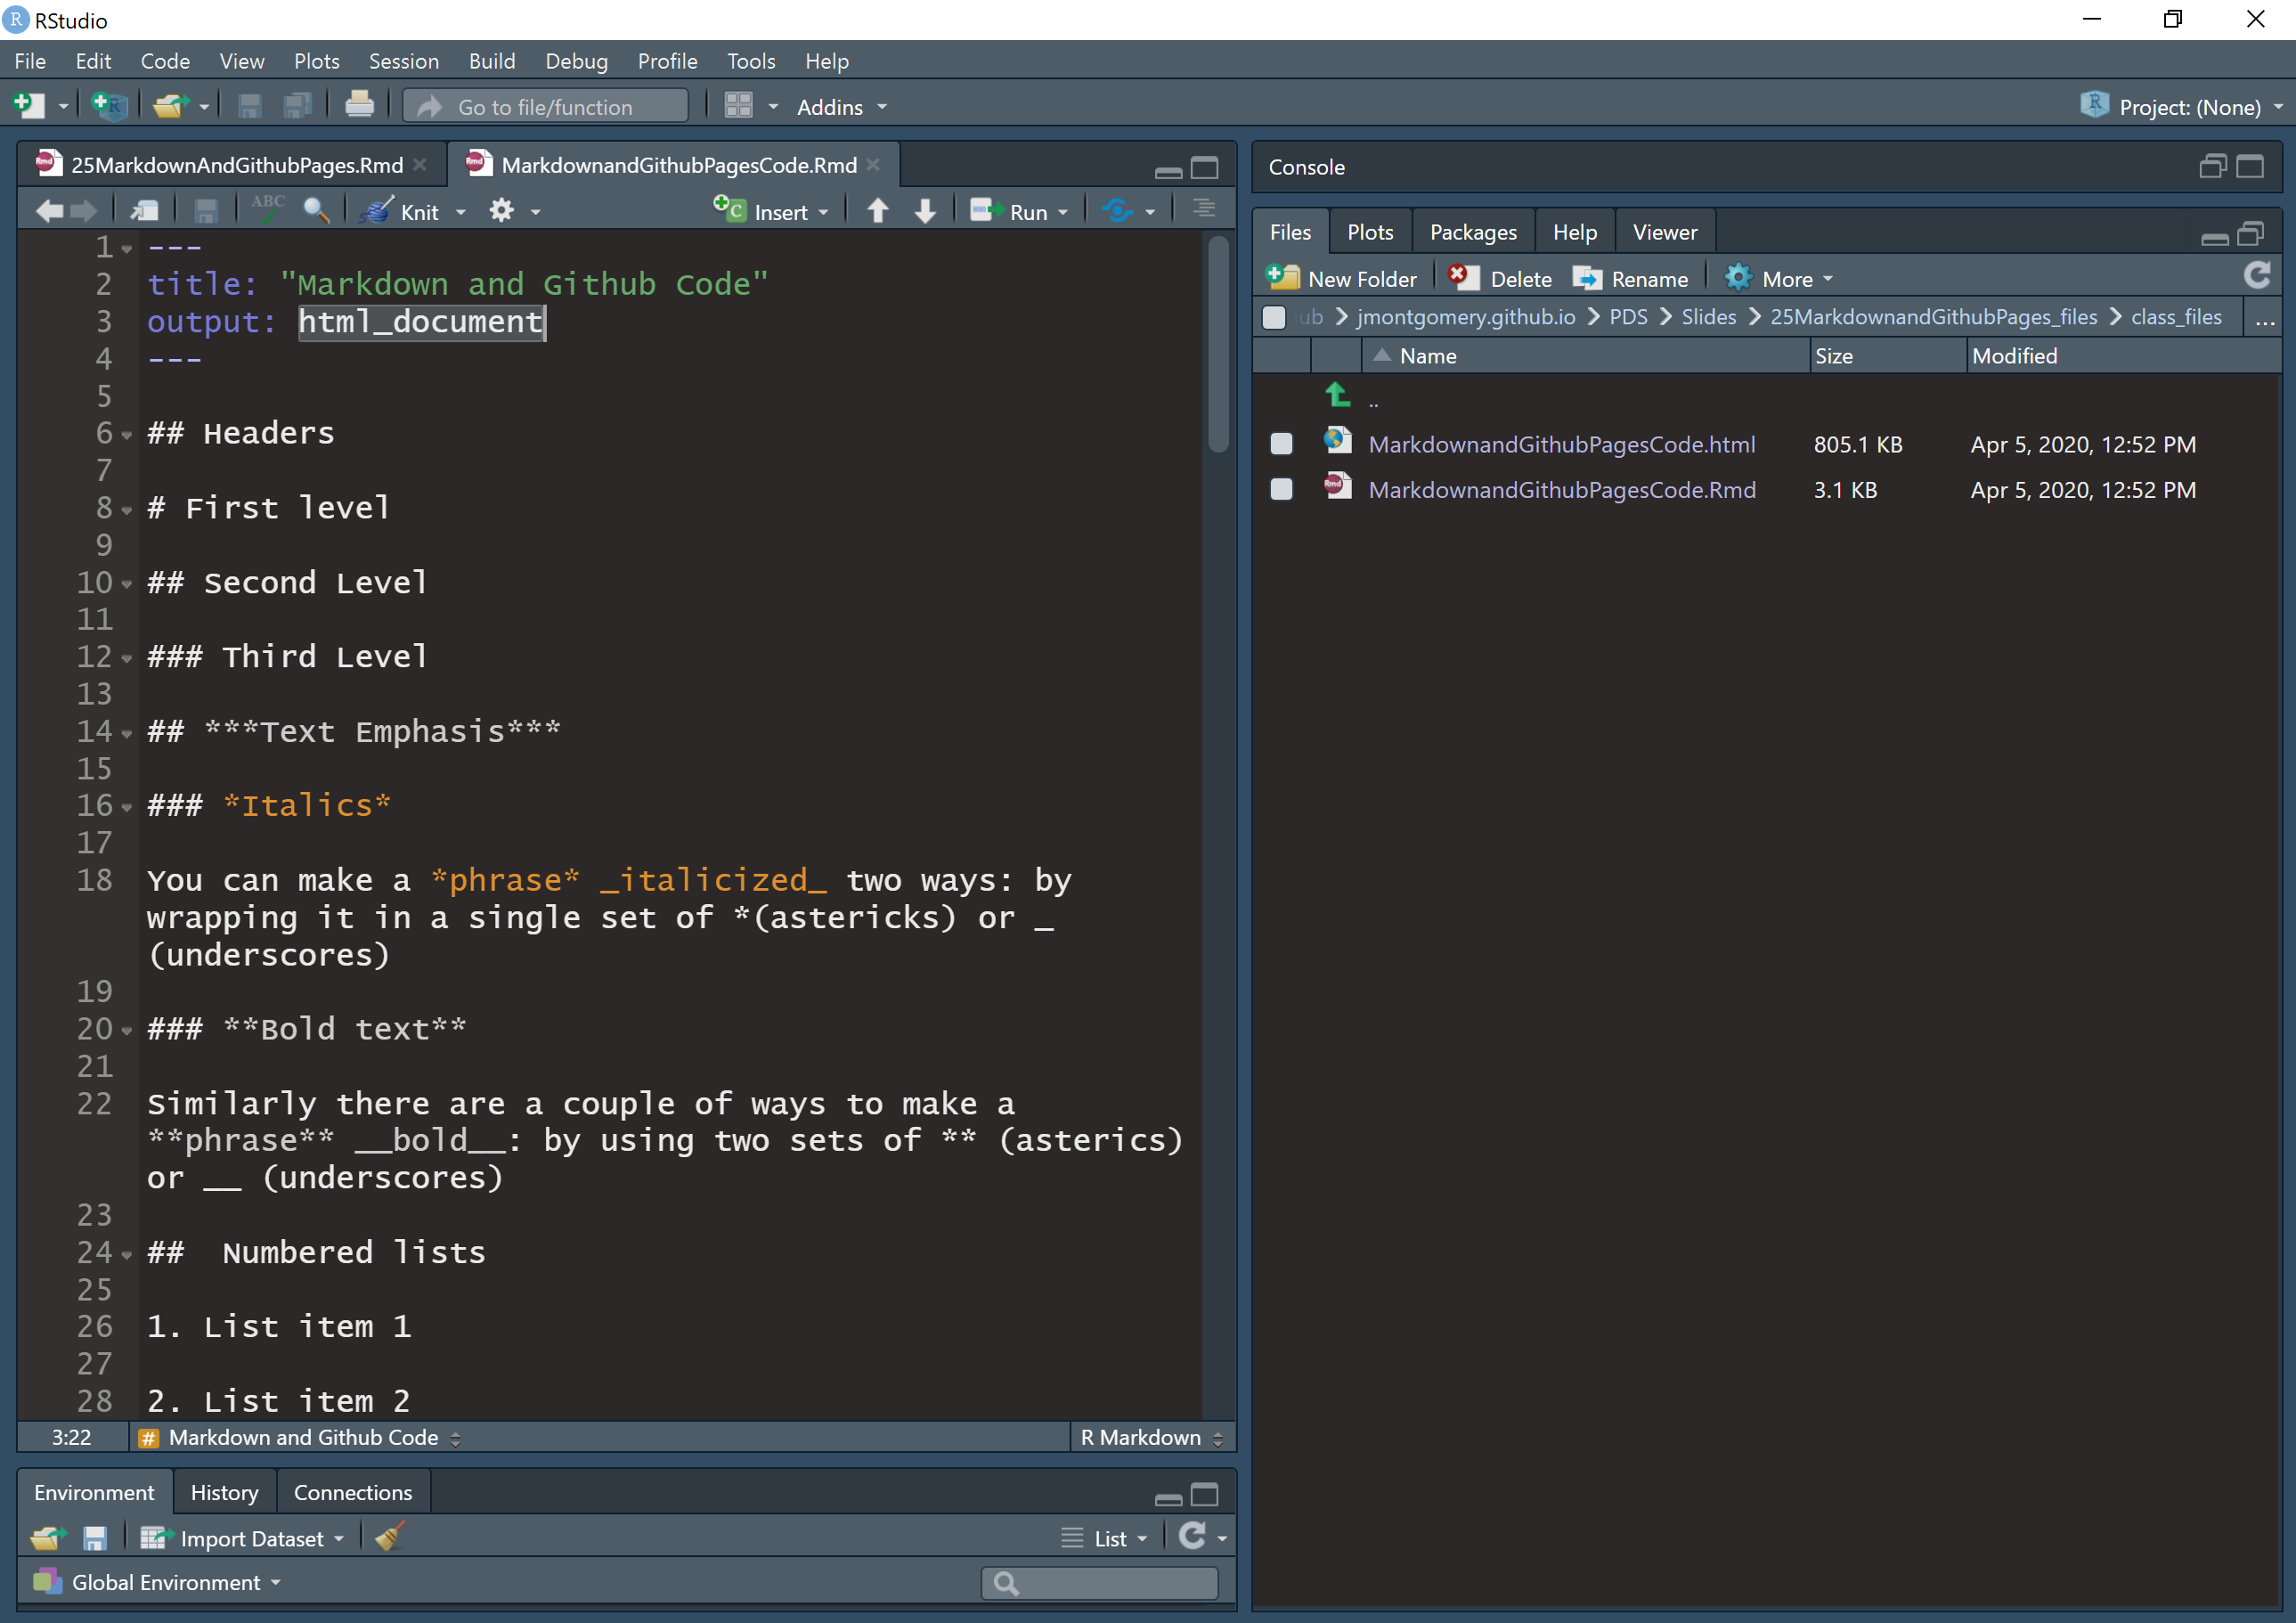 RStudio
File Edit Code View Plots Session Build Debug Profile Tools Help
Go to file/function Addins Project: (None)
25MarkdownAndGithubPages.Rmd MarkdownandGithubPagesCode.Rmd
ABC Knit Insert Run
1 ---
2 title: "Markdown and Github Code"
3 output: html_document
4 ---
5
6 ## Headers
7
8 # First level
9
10 ## Second Level
11
12 ### Third Level
13
14 ## ***Text Emphasis***
15
16 ### *Italics*
17
18 You can make a *phrase* _italicized_ two ways: by
wrapping it in a single set of *(astericks) or _
(underscores)
19
20 ### **Bold text**
21
22 Similarly there are a couple of ways to make a
**phrase** __bold__: by using two sets of ** (asterics)
or __ (underscores)
23
24 ##  Numbered lists
25
26 1. List item 1
27
28 2. List item 2
3:22 # Markdown and Github Code R Markdown
Environment History Connections
Import Dataset List
Global Environment
Console
Files Plots Packages Help Viewer
New Folder Delete Rename More
ub > jmontgomery.github.io > PDS > Slides > 25MarkdownandGithubPages_files > class_files ...
Name Size Modified
..
MarkdownandGithubPagesCode.html 805.1 KB Apr 5, 2020, 12:52 PM
MarkdownandGithubPagesCode.Rmd 3.1 KB Apr 5, 2020, 12:52 PM